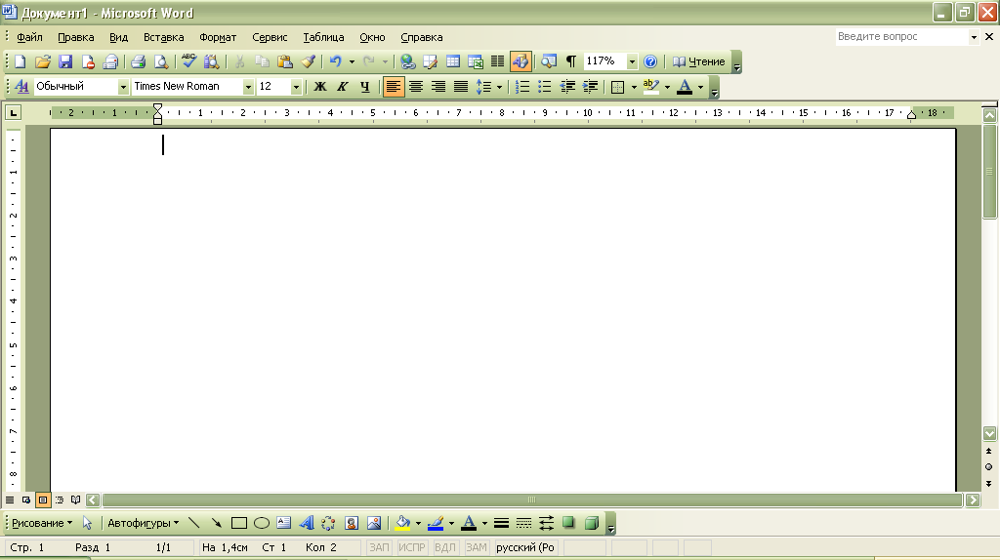 Документ1 - Microsoft Word
Файл Правка Вид Вставка Формат Сервис Таблица Окно Справка Введите вопрос
117% Чтение
Обычный Times New Roman 12 Ж К Ч
2 1 1 2 3 4 5 6 7 8 9 10 11 12 13 14 15 16 17 18
1
2
3
4
5
6
7
8
Рисование Автофигуры
Стр. 1 Разд 1 1/1 На 1,4см Ст 1 Кол 2 ЗАП ИСПР ВДЛ ЗАМ русский (Ро